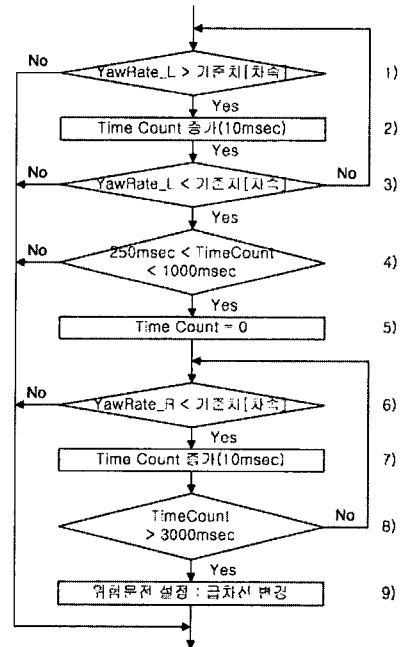 No
YawRate_L > 기준치[차속]
1)
Yes
Time Count 증가(10msec)
2)
Yes
No
YawRate_L < 기준치[차속]
No
3)
Yes
No
250msec < TimeCount
< 1000msec
4)
Yes
Time Count = 0
5)
No
YawRate_R < 기준치[차속]
6)
Yes
Time Count 증가(10msec)
7)
TimeCount
> 3000msec
No
8)
Yes
위험운전 설정 : 급차선 변경
9)